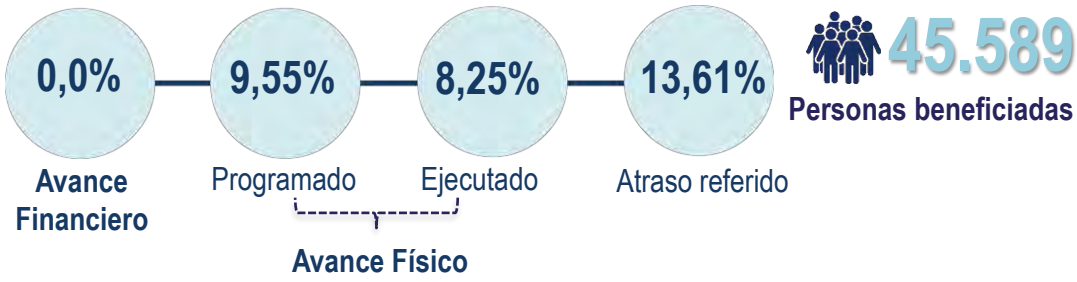 0,0%
9,55%
8,25%
13,61%
45.589
Personas beneficiadas
Avance
Financiero
Programado
Ejecutado
Atraso referido
Avance Físico